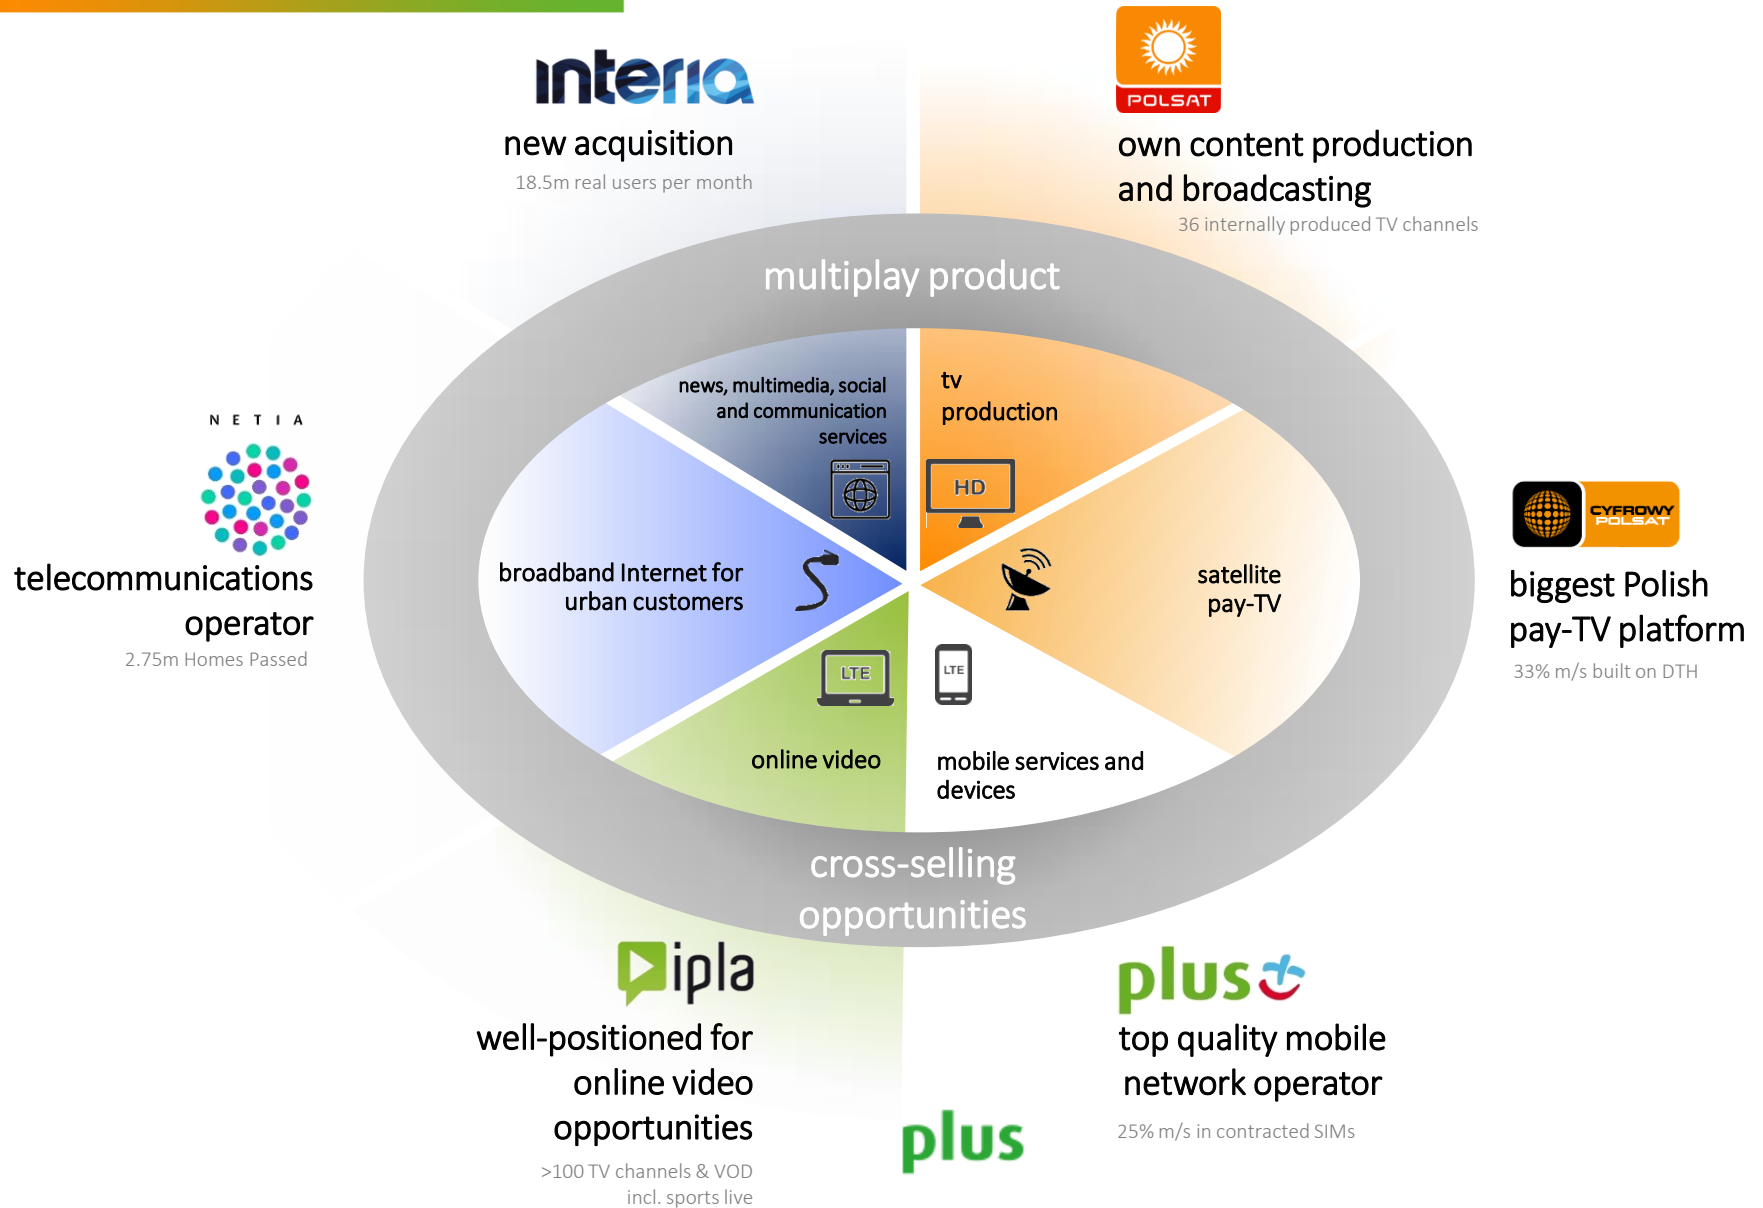 interia
new acquisition
18.5m real users per month
POLSAT
own content production
and broadcasting
36 internally produced TV channels
multiplay product
news, multimedia, social
and communication
services
tv
production
HD
NETIA
telecommunications
operator
2.75m Homes Passed
broadband Internet for
urban customers
satellite
pay-TV
CYFROWY
POLSAT
biggest Polish
pay-TV platform
33% m/s built on DTH
LTE
online video
LTE
mobile services and
devices
cross-selling
opportunities
ipla
well-positioned for
online video
opportunities
>100 TV channels & VOD
incl. sports live
plus
top quality mobile
network operator
25% m/s in contracted SIMs
plus